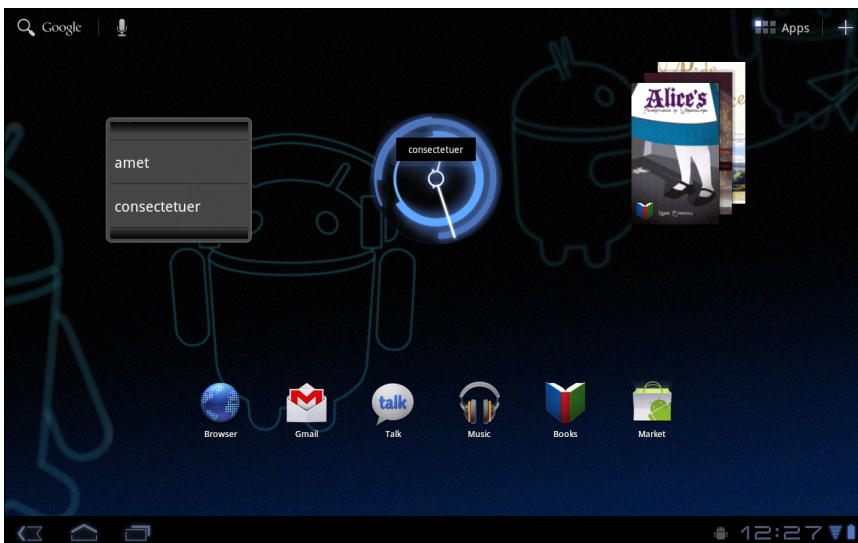 Google
Apps
amet
consectetuer
consectetuer
Alice's
talk
Browser
Gmail
Talk
Music
Books
Market
12:27